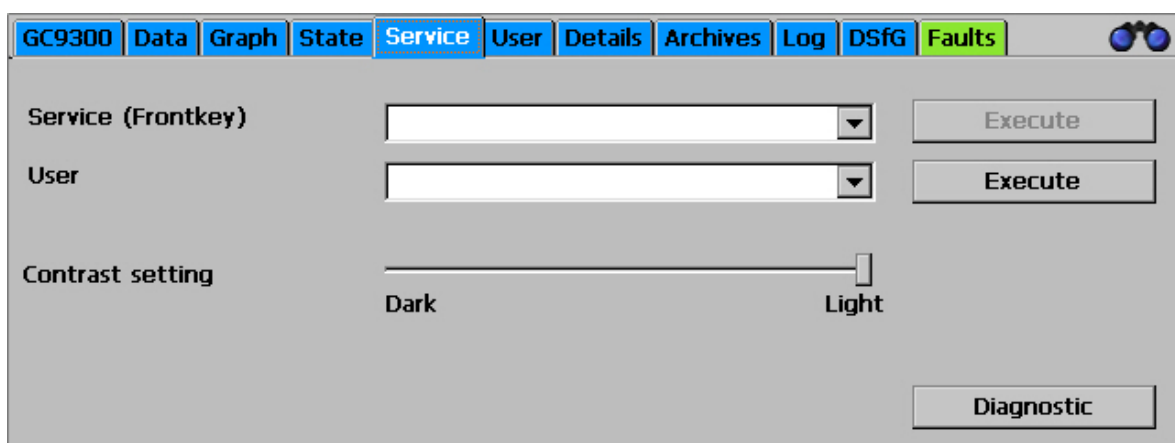 GC9300 Data Graph State Service User Details Archives Log DSfG Faults
Service (Frontkey) Execute
User Execute
Contrast setting
Dark Light
Diagnostic